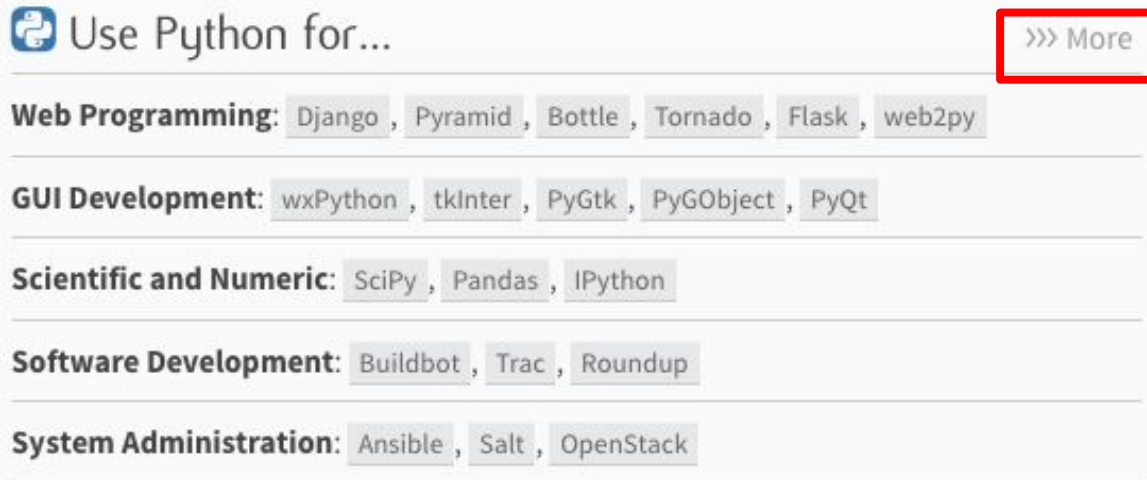 Use Python for...
>>> More
Web Programming: Django , Pyramid , Bottle , Tornado , Flask , web2py
GUI Development: wxPython , tkInter , PyGtk , PyGObject , PyQt
Scientific and Numeric: SciPy , Pandas , IPython
Software Development: Buildbot , Trac , Roundup
System Administration: Ansible , Salt , OpenStack